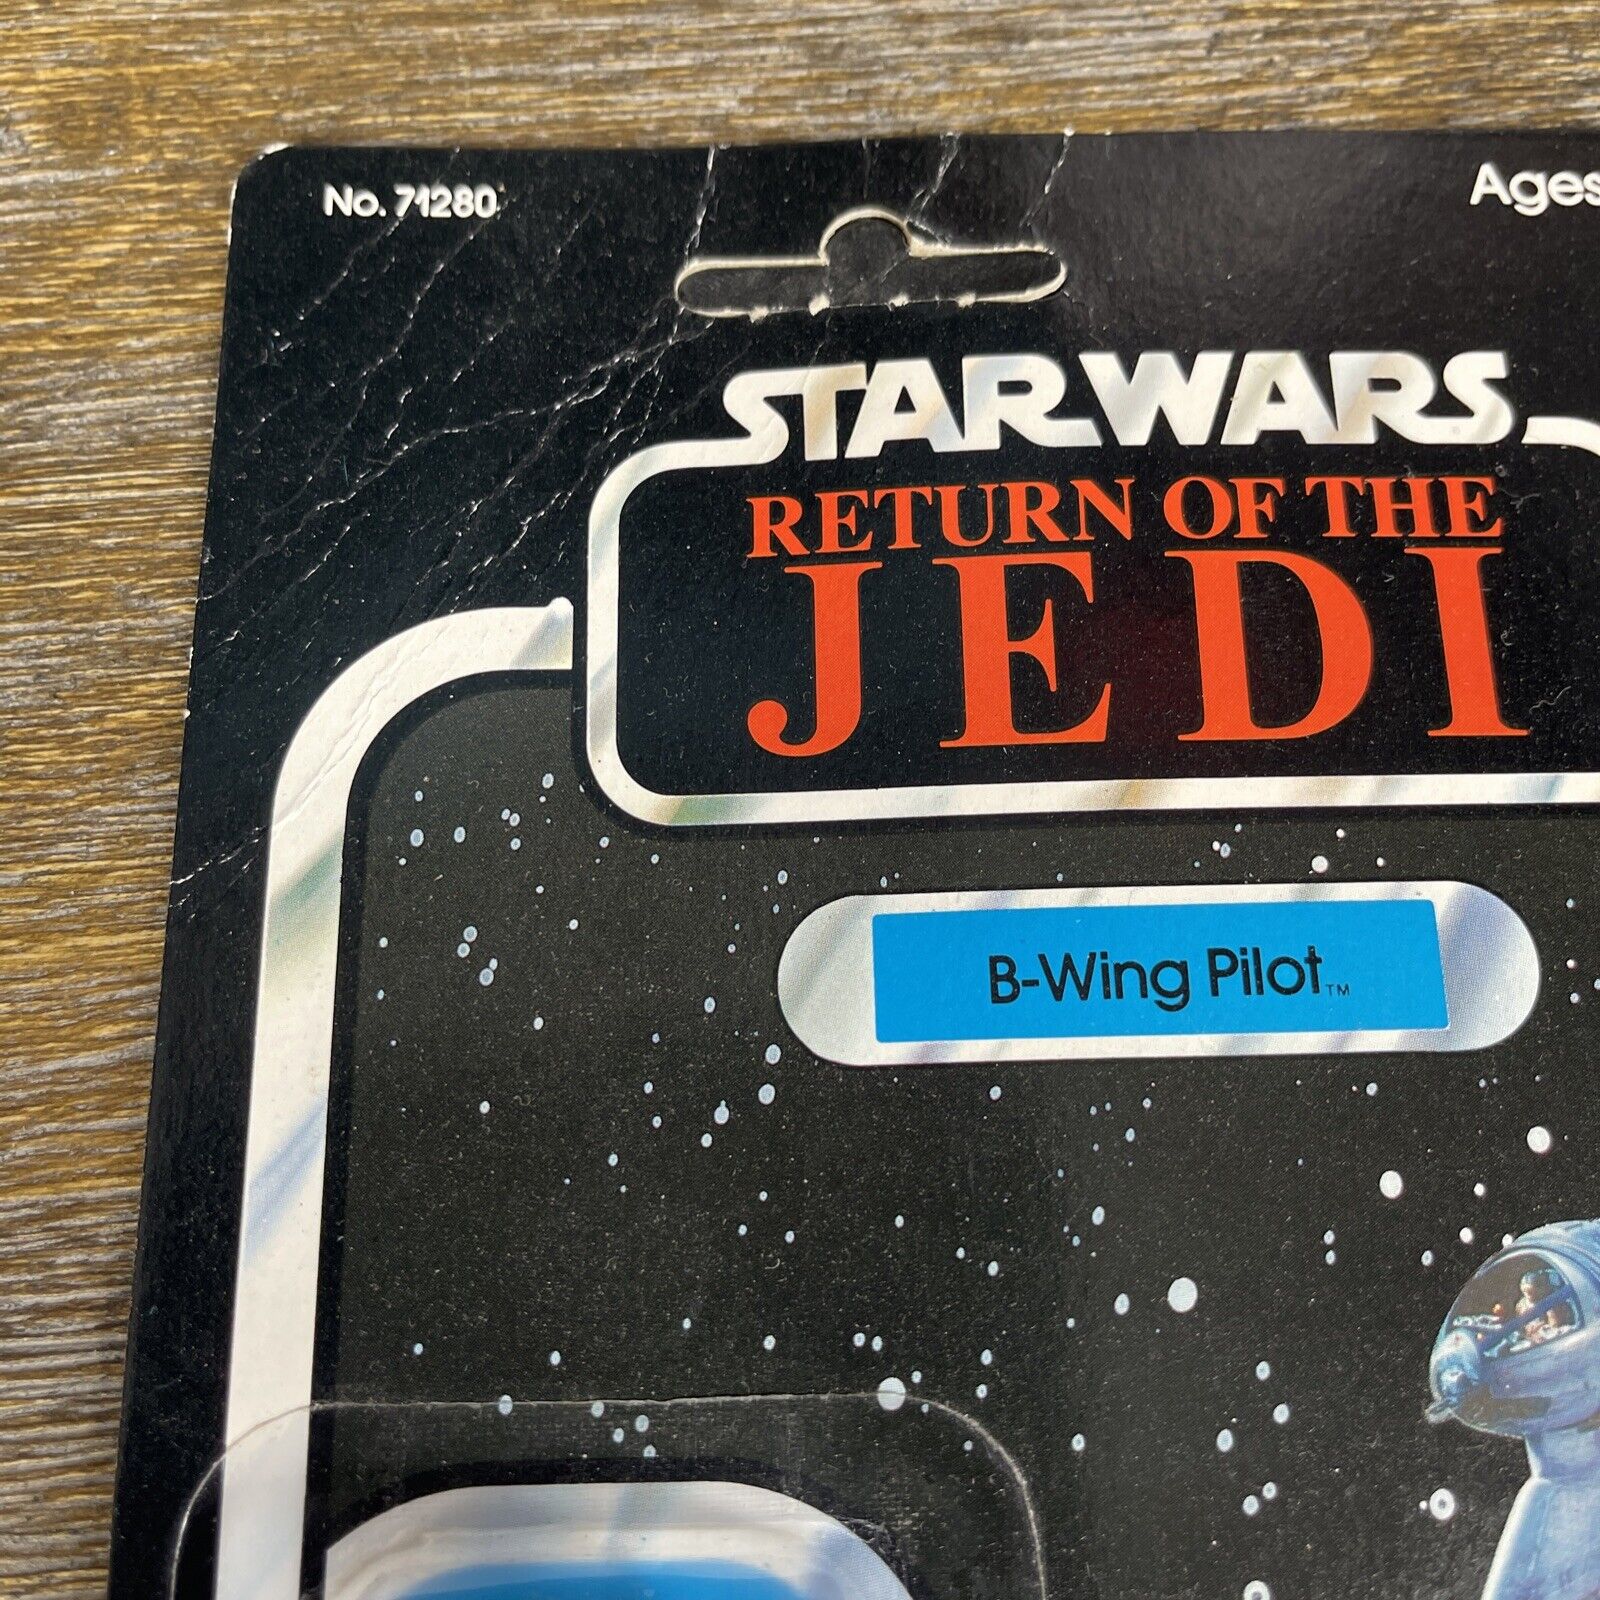 No. 71280
Ages
STAR WARS
RETURN OF THE
JEDI
B-Wing Pilot™